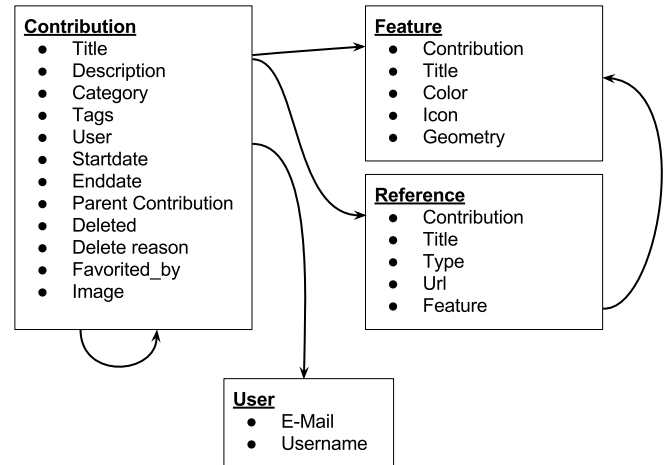 Contribution
● Title
● Description
● Category
● Tags
● User
● Startdate
● Enddate
● Parent Contribution
● Deleted
● Delete reason
● Favorited_by
● Image
Feature
● Contribution
● Title
● Color
● Icon
● Geometry
Reference
● Contribution
● Title
● Type
● Url
● Feature
User
● E-Mail
● Username